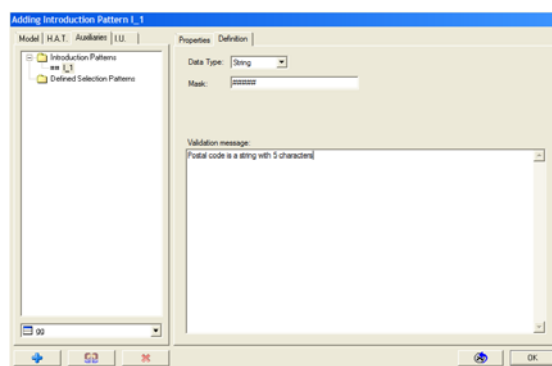 Adding Introduction Pattern I_1
Model H.A.T. Auxiliaries I.U.
Properties Definition
Introduction Patterns
I_1
Defined Selection Patterns
Data Type: String
Mask:
Validation message:
Postal code is a string with 5 characters
gg
OK